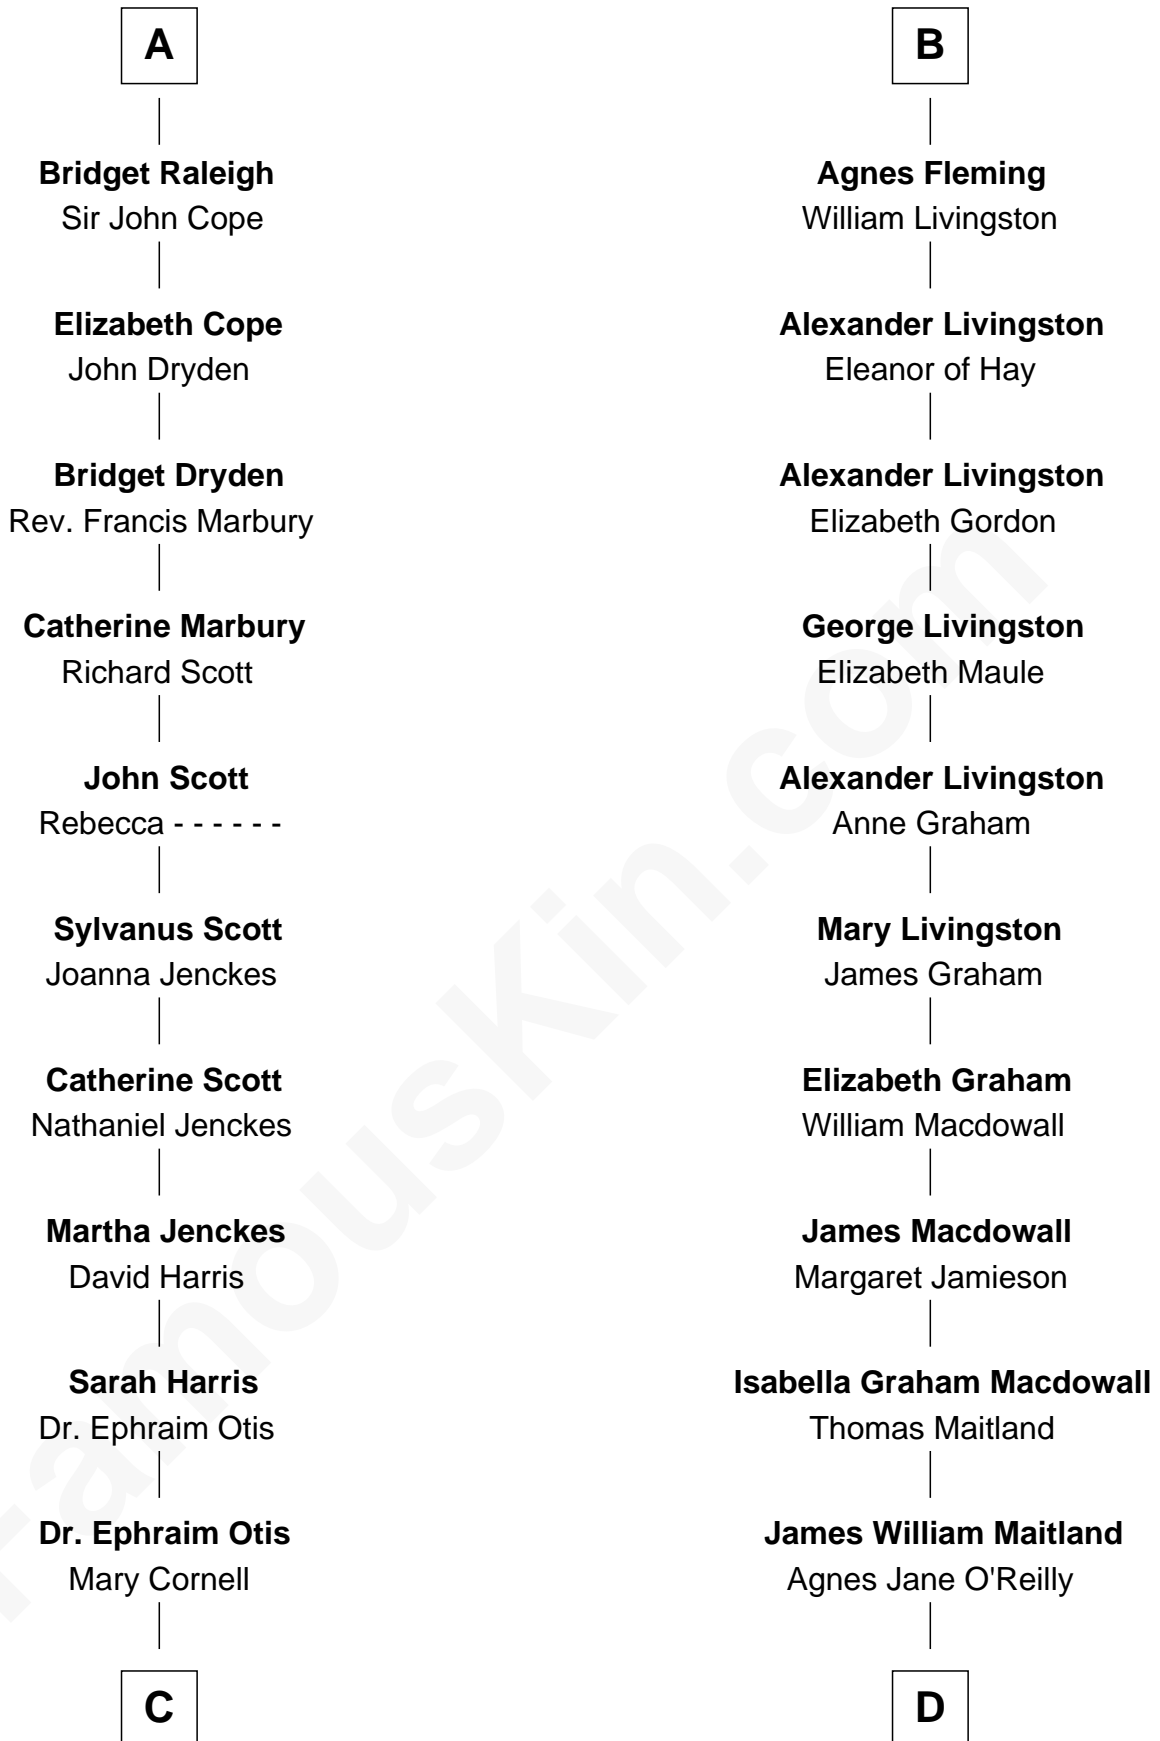 A
Bridget Raleigh
Sir John Cope
Elizabeth Cope
John Dryden
Bridget Dryden
Rev. Francis Marbury
Catherine Marbury
Richard Scott
John Scott
Rebecca - - - - - -
Sylvanus Scott
Joanna Jenckes
Catherine Scott
Nathaniel Jenckes
Martha Jenckes
David Harris
Sarah Harris
Dr. Ephraim Otis
Dr. Ephraim Otis
Mary Cornell
C
B
Agnes Fleming
William Livingston
Alexander Livingston
Eleanor of Hay
Alexander Livingston
Elizabeth Gordon
George Livingston
Elizabeth Maule
Alexander Livingston
Anne Graham
Mary Livingston
James Graham
Elizabeth Graham
William Macdowall
James Macdowall
Margaret Jamieson
Isabella Graham Macdowall
Thomas Maitland
James William Maitland
Agnes Jane O'Reilly
D
FamousKin.com